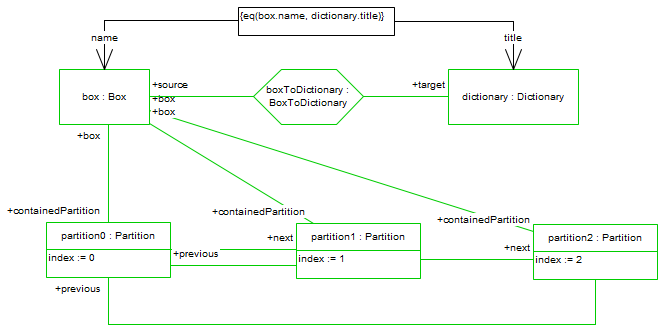 {eq(box.name, dictionary.title)}
name
title
box : Box
+source
+box
+box
boxToDictionary :
BoxToDictionary
+target
dictionary : Dictionary
+box
+containedPartition
+containedPartition
+containedPartition
partition0 : Partition
index := 0
+previous
+next
partition1 : Partition
index := 1
+next
partition2 : Partition
index := 2
+previous